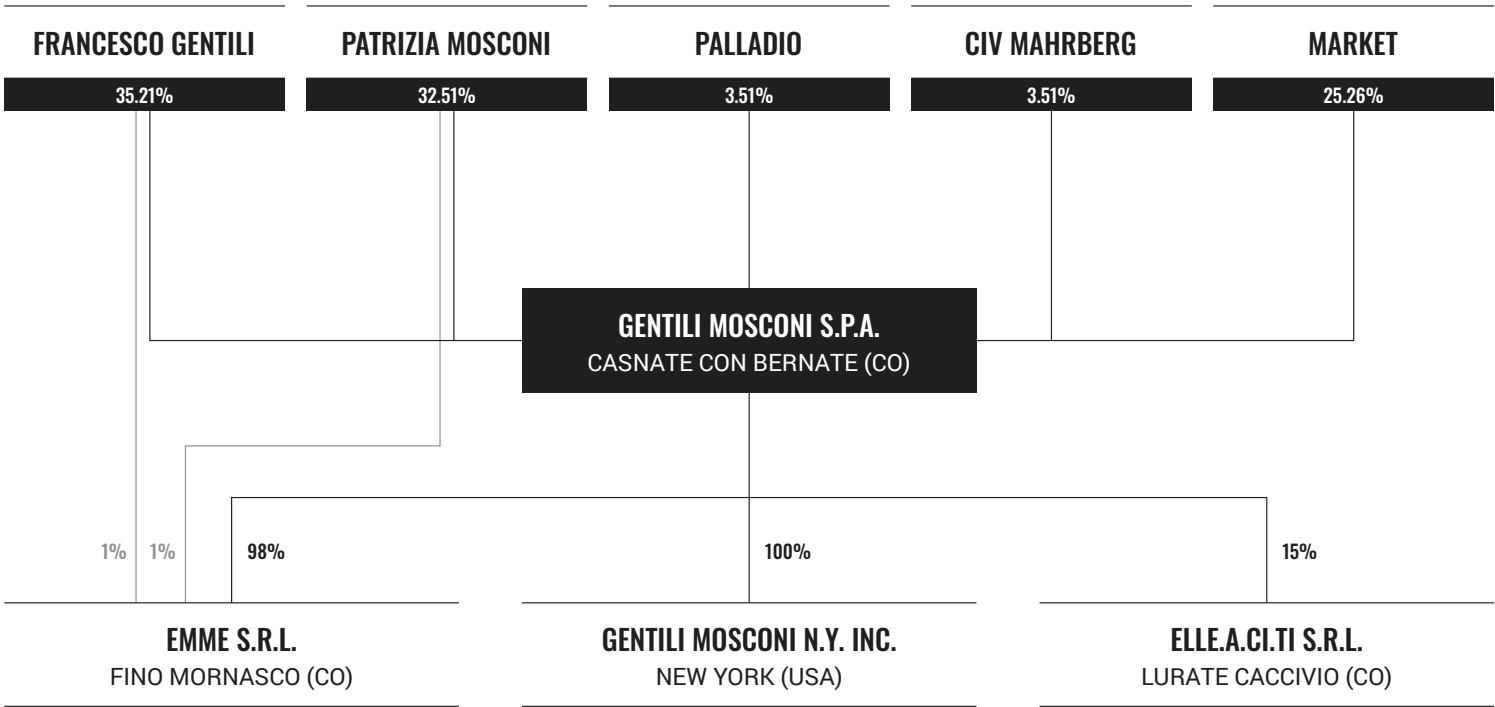 FRANCESCO GENTILI
PATRIZIA MOSCONI
PALLADIO
CIV MAHRBERG
MARKET
35.21%
32.51%
3.51%
3.51%
25.26%
GENTILI MOSCONI S.P.A.
CASNATE CON BERNATE (CO)
1%
1%
98%
100%
15%
EMME S.R.L.
FINO MORNASCO (CO)
GENTILI MOSCONI N.Y. INC.
NEW YORK (USA)
ELLE.A.CI.TI S.R.L.
LURATE CACCIVIO (CO)